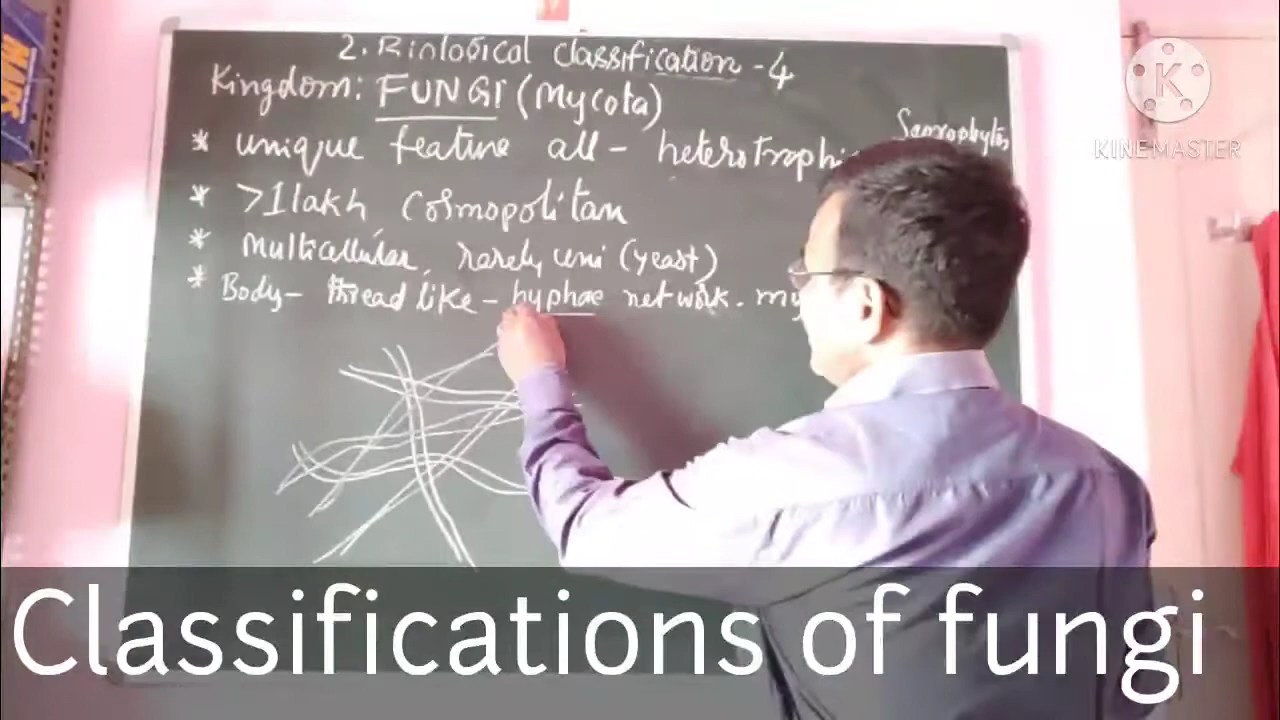 2. Biological classification - 4
Kingdom: FUNGI (Mycota)
Saprophytes
* unique feature all - heterotrophi
* >1 lakh cosmopolitan
* Multicellular, rarely uni (yeast)
* Body - thread like - hyphae network. my
K
KINEMASTER
Classifications of fungi